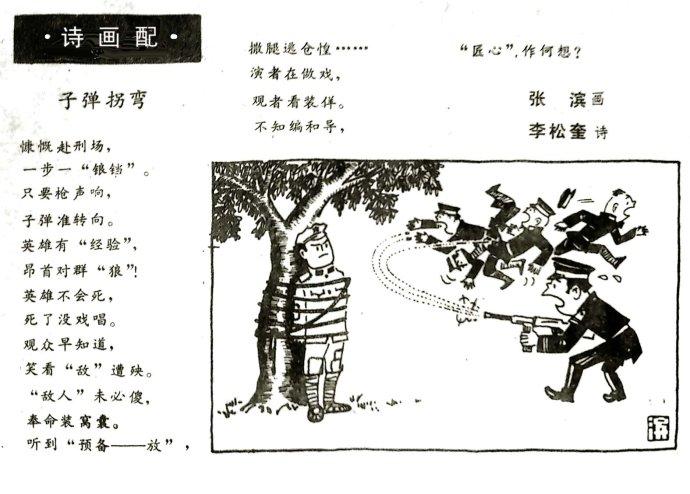 ·诗画配·
子弹拐弯
慷慨赴刑场，
一步一“锒铛”。
只要枪声响，
子弹准转向。
英雄有“经验”，
昂首对群“狼”！
英雄不会死，
死了没戏唱。
观众早知道，
笑看“敌”遭殃。
“敌人”未必傻，
奉命装窝囊。
听到“预备——放”，
撒腿逃仓惶……
演者在做戏，
观者看装佯。
不知编和导，
“匠心”，作何想？
张滨画
李松奎诗
滨